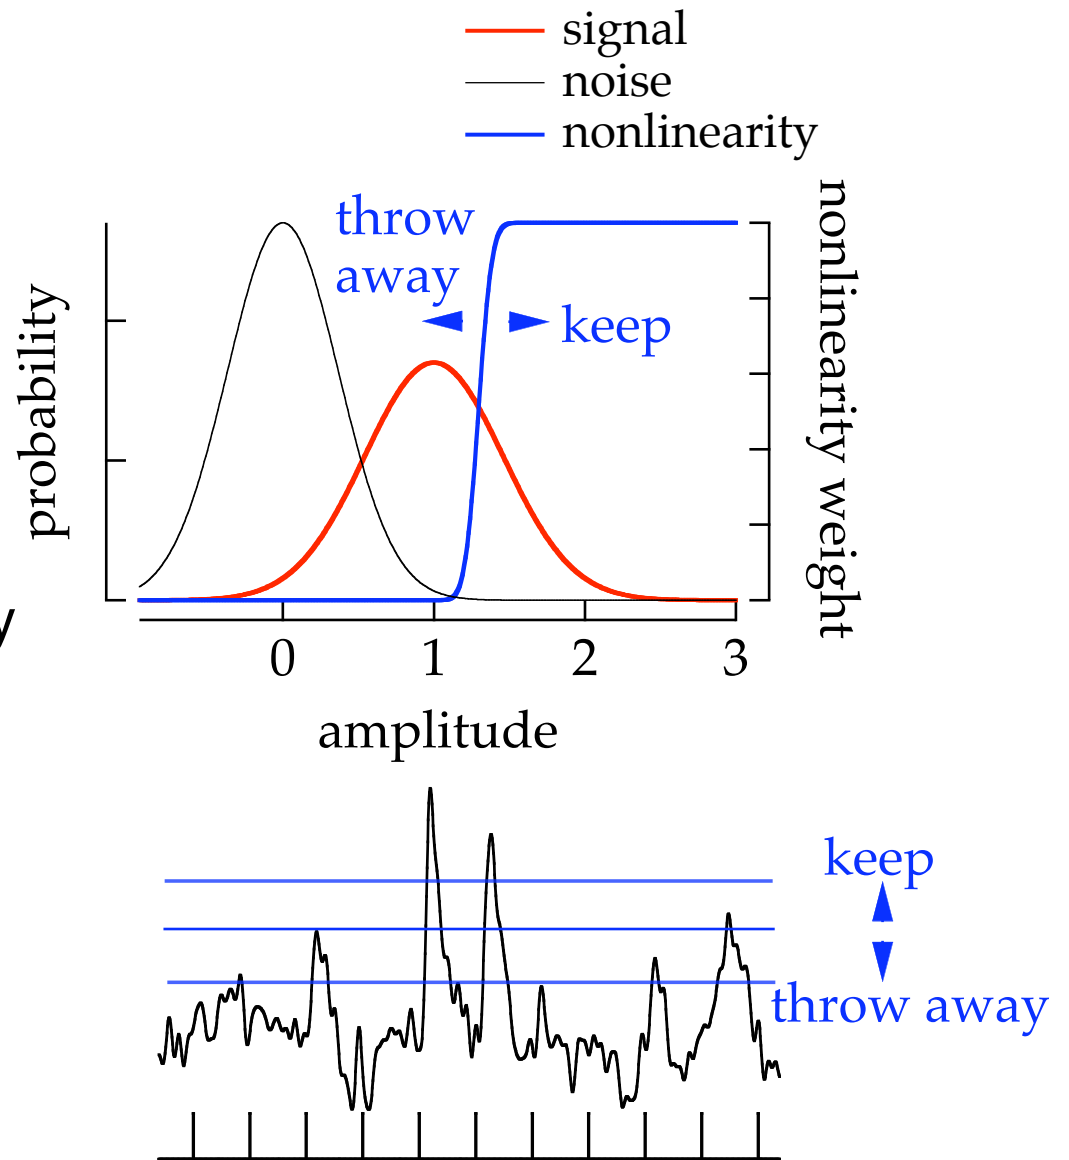 signal
noise
nonlinearity
throw
away
keep
probability
nonlinearity weight
0 1 2 3
amplitude
keep
throw away